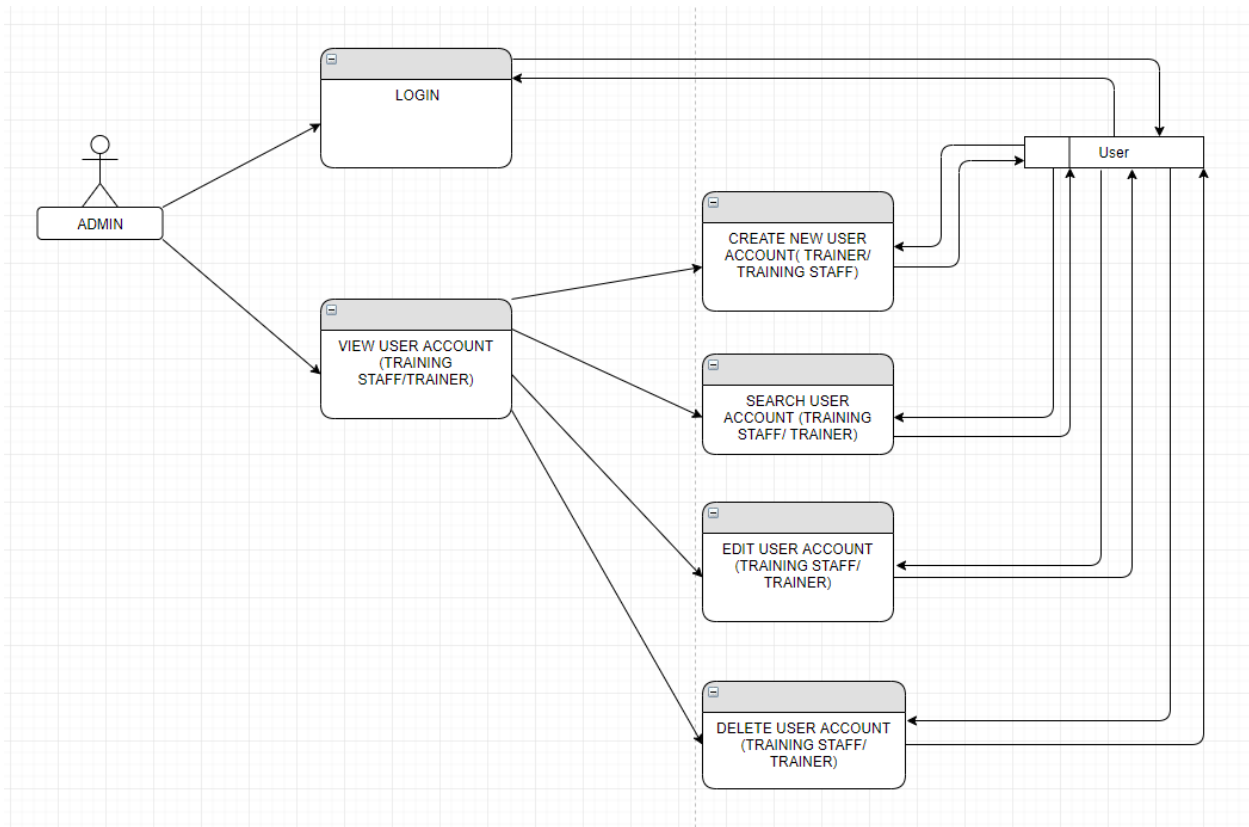 LOGIN
User
ADMIN
CREATE NEW USER
ACCOUNT( TRAINER/
TRAINING STAFF)
VIEW USER ACCOUNT
(TRAINING
STAFF/TRAINER)
SEARCH USER
ACCOUNT (TRAINING
STAFF/ TRAINER)
EDIT USER ACCOUNT
(TRAINING STAFF/
TRAINER)
DELETE USER ACCOUNT
(TRAINING STAFF/
TRAINER)